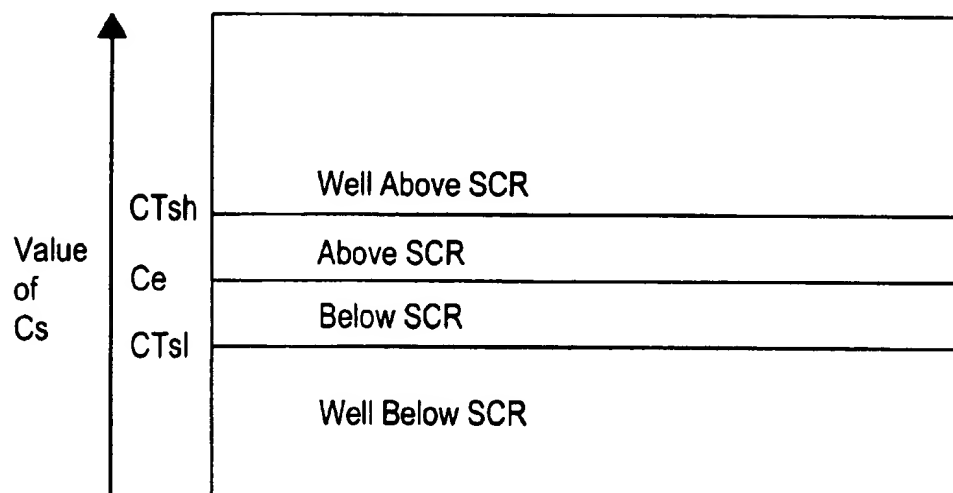 Value
of
Cs
CTsh
Ce
CTsl
Well Above SCR
Above SCR
Below SCR
Well Below SCR